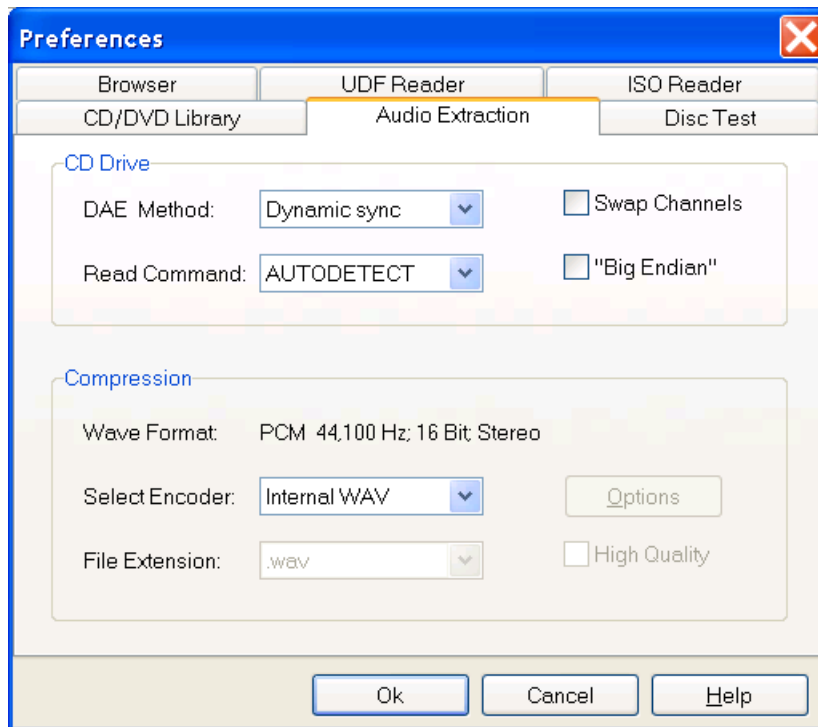 Preferences
Browser UDF Reader ISO Reader
CD/DVD Library Audio Extraction Disc Test
CD Drive
DAE Method: Dynamic sync Swap Channels
Read Command: AUTODETECT "Big Endian"
Compression
Wave Format: PCM 44,100 Hz; 16 Bit; Stereo
Select Encoder: Internal WAV Options
File Extension: .wav High Quality
Ok Cancel Help